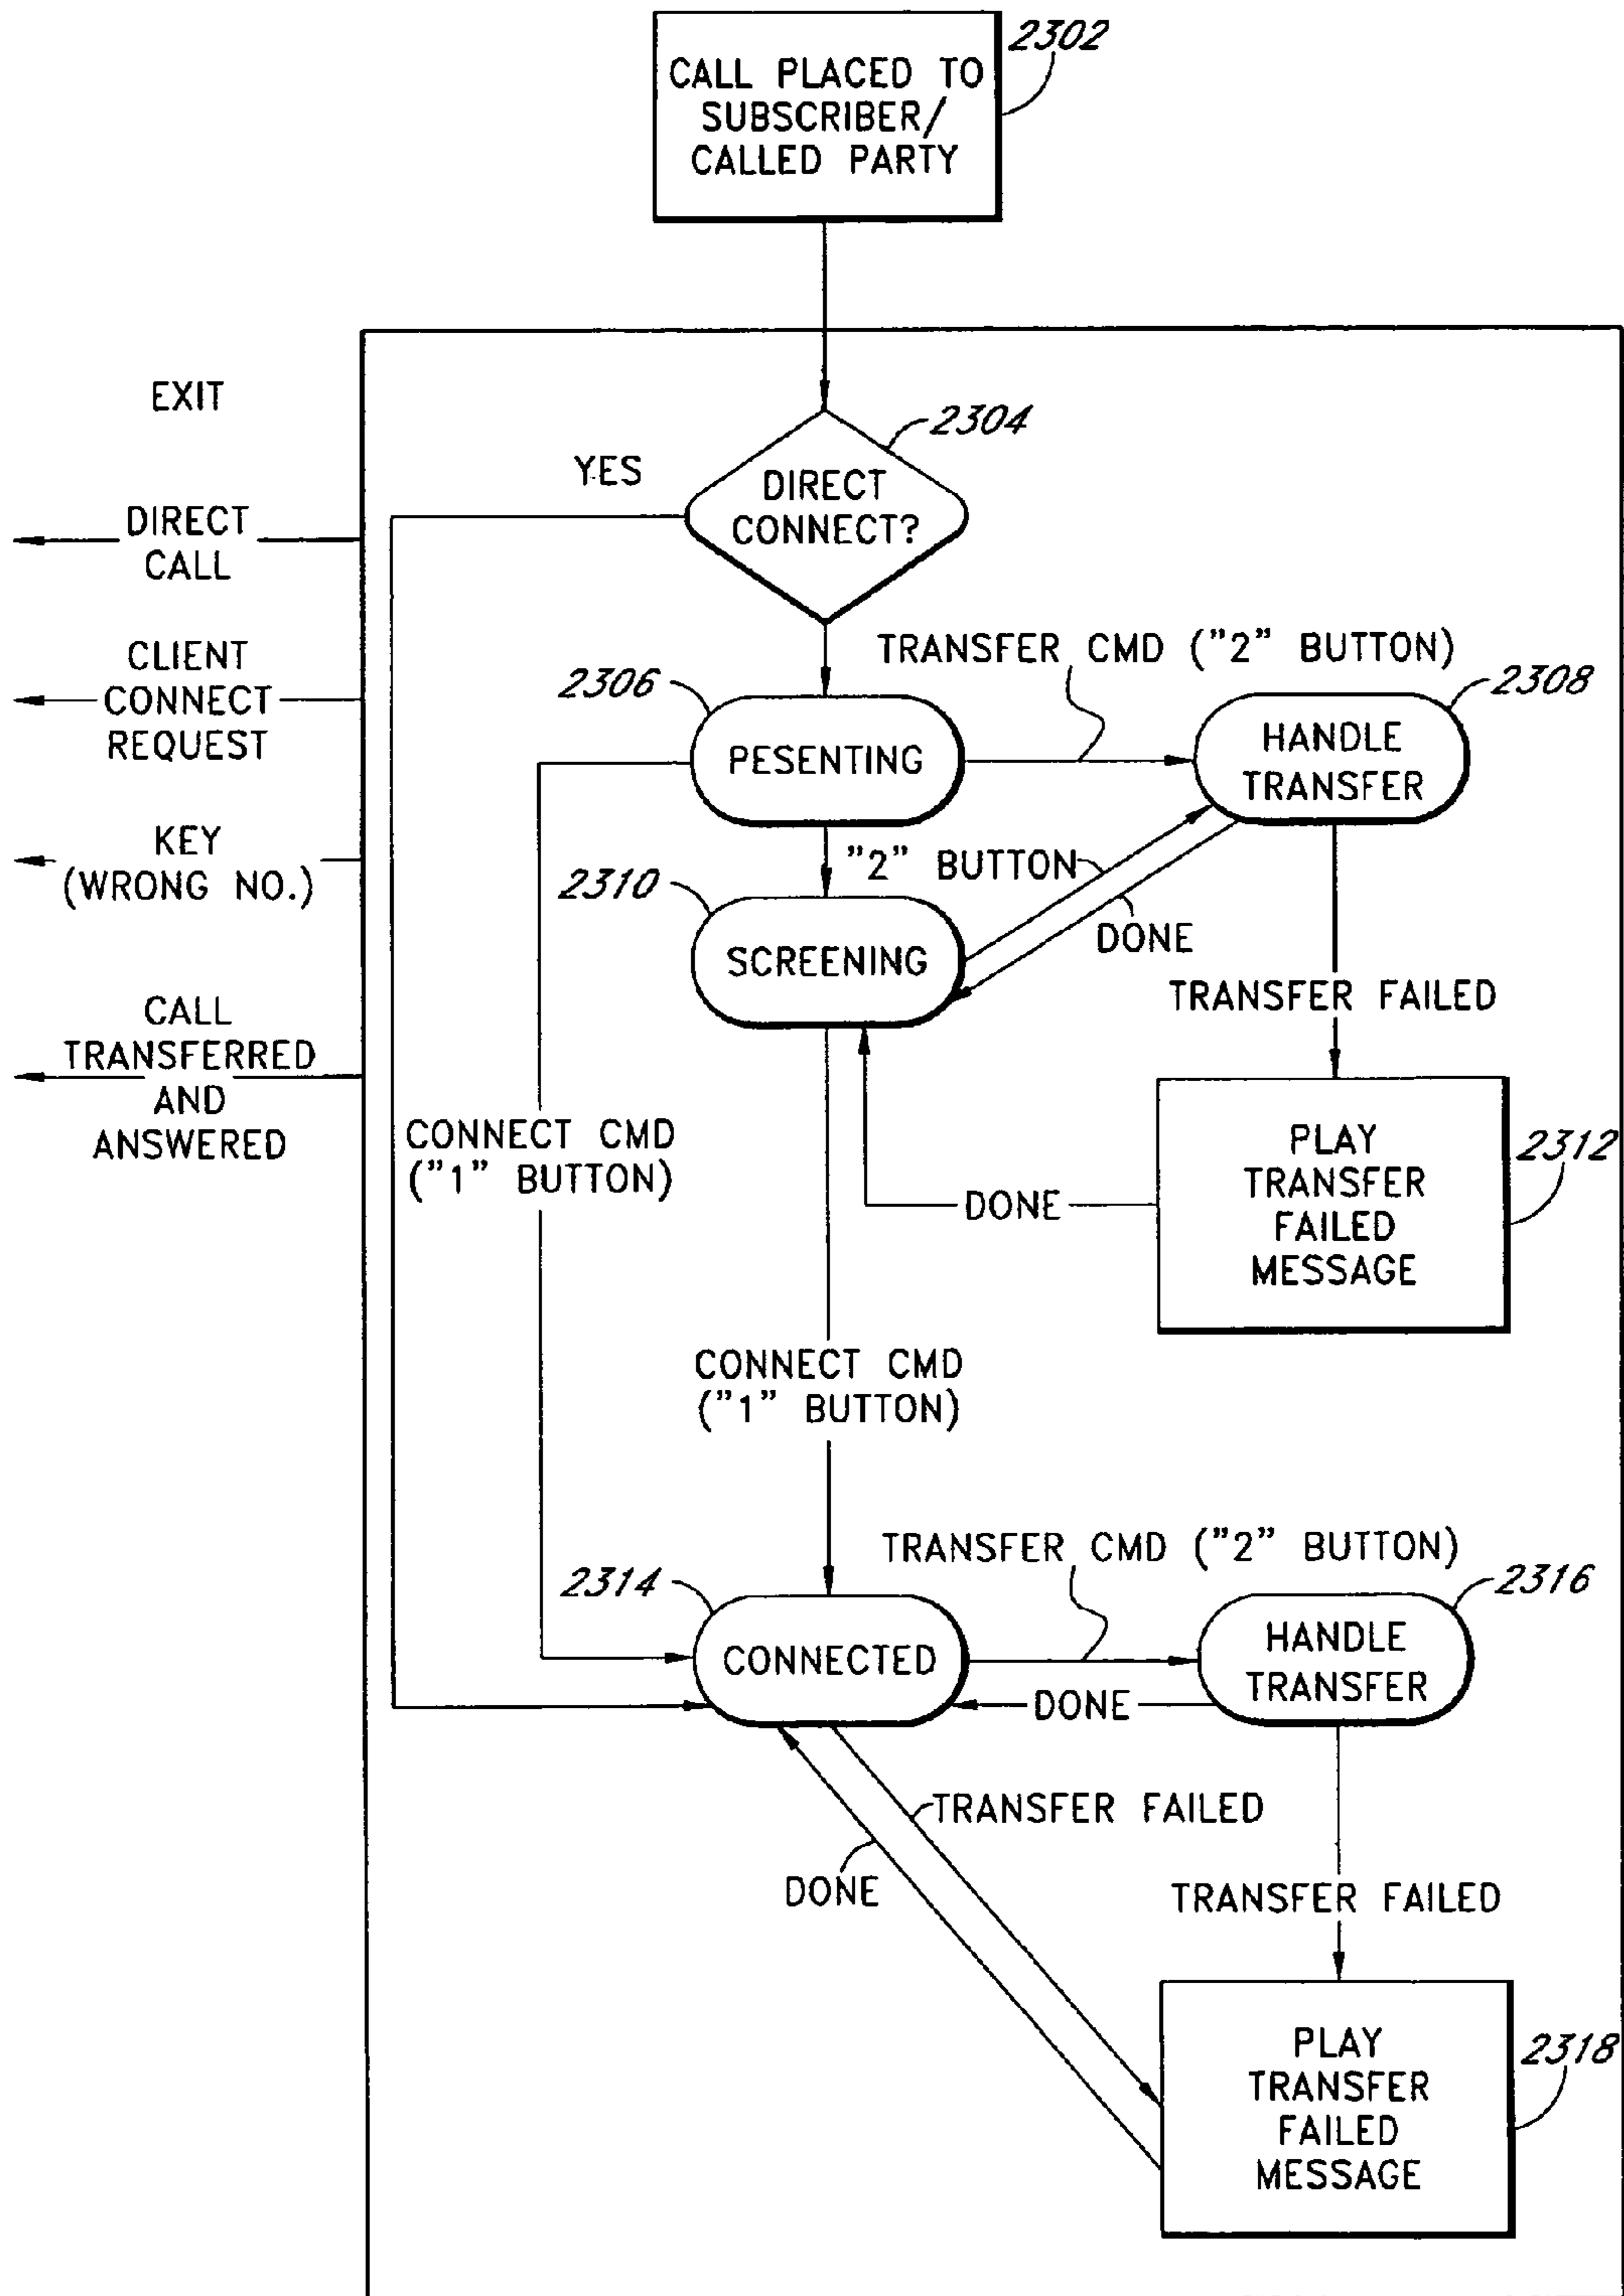 2302
CALL PLACED TO
SUBSCRIBER/
CALLED PARTY
EXIT
2304
YES
DIRECT
CONNECT?
DIRECT
CALL
CLIENT
CONNECT
REQUEST
KEY
(WRONG NO.)
CALL
TRANSFERRED
AND
ANSWERED
TRANSFER CMD ("2" BUTTON)
2306
PESENTING
2308
HANDLE
TRANSFER
"2" BUTTON
DONE
2310
SCREENING
TRANSFER FAILED
CONNECT CMD
("1" BUTTON)
DONE
PLAY
TRANSFER
FAILED
MESSAGE
2312
CONNECT CMD
("1" BUTTON)
TRANSFER CMD ("2" BUTTON)
2314
CONNECTED
2316
HANDLE
TRANSFER
DONE
TRANSFER FAILED
DONE
TRANSFER FAILED
PLAY
TRANSFER
FAILED
MESSAGE
2318